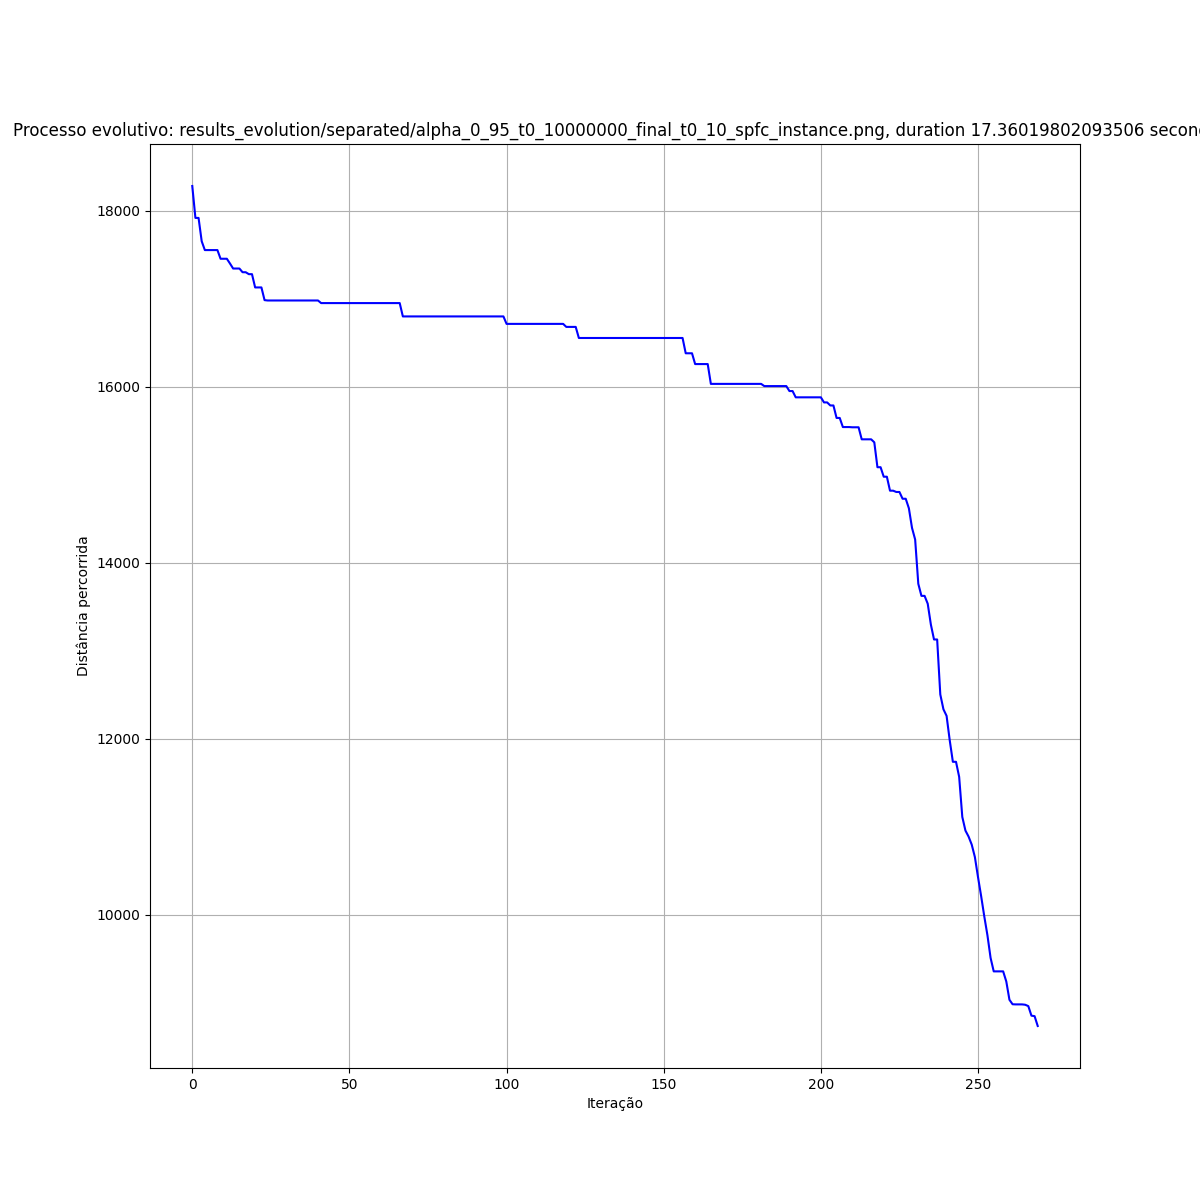 Processo evolutivo: results_evolution/separated/alpha_0_95_t0_10000000_final_t0_10_spfc_instance.png, duration 17.36019802093506 secon
18000
16000
14000
12000
10000
Distância percorrida
0 50 100 150 200 250
Iteração